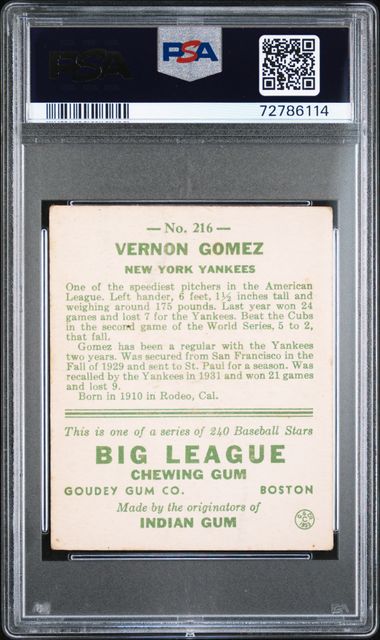 PSA
PSA
72786114
— No. 216 —
VERNON GOMEZ
NEW YORK YANKEES
One of the speediest pitchers in the American
League. Left hander, 6 feet, 1½ inches tall and
weighing around 175 pounds. Last year won 24
games and lost 7 for the Yankees. Beat the Cubs
in the second game of the World Series, 5 to 2,
that fall.
Gomez has been a regular with the Yankees
two years. Was secured from San Francisco in the
Fall of 1929 and sent to St. Paul for a season. Was
recalled by the Yankees in 1931 and won 21 games
and lost 9.
Born in 1910 in Rodeo, Cal.
This is one of a series of 240 Baseball Stars
BIG LEAGUE
CHEWING GUM
GOUDEY GUM CO. BOSTON
Made by the originators of
INDIAN GUM